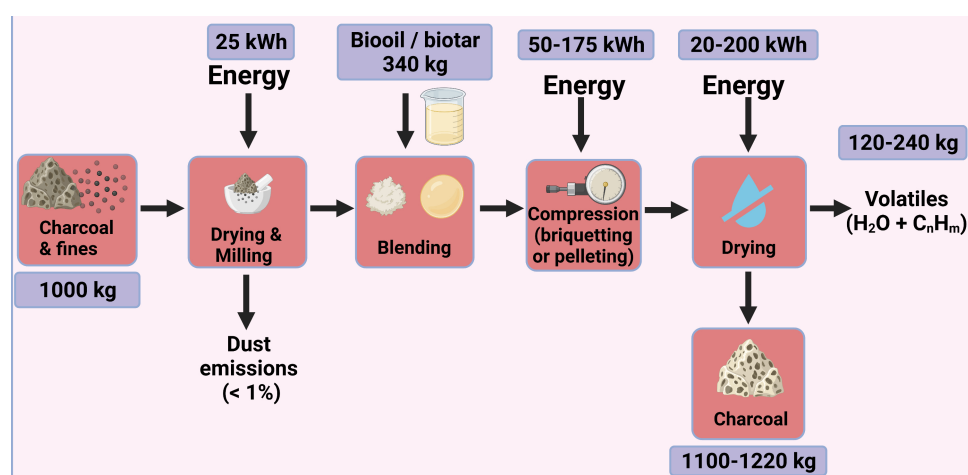 25 kWh
Energy
Biooil / biotar
340 kg
50-175 kWh
Energy
20-200 kWh
Energy
120-240 kg
Volatiles
(H₂O + CₙHₘ)
Charcoal
& fines
1000 kg
Drying &
Milling
Blending
Compression
(briquetting
or pelleting)
Drying
Dust
emissions
(< 1%)
Charcoal
1100-1220 kg